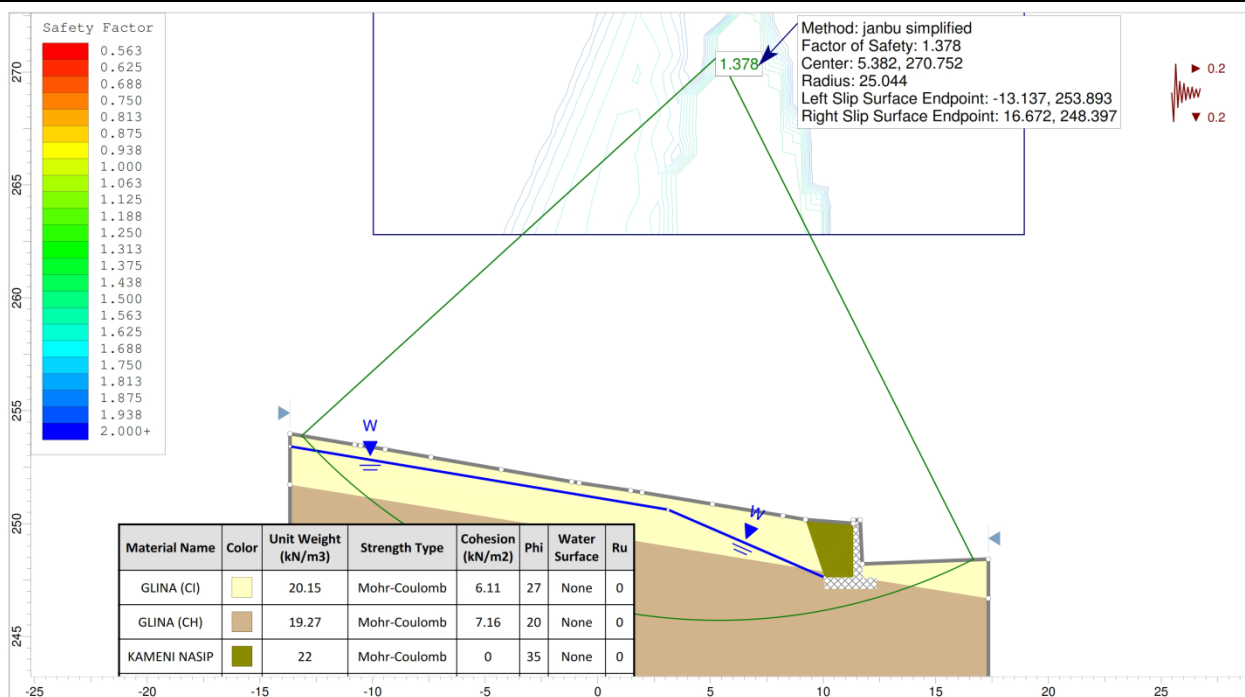 Safety Factor
0.563
0.625
0.688
0.750
0.813
0.875
0.938
1.000
1.063
1.125
1.188
1.250
1.313
1.375
1.438
1.500
1.563
1.625
1.688
1.750
1.813
1.875
1.938
2.000+
1.378
Method: janbu simplified
Factor of Safety: 1.378
Center: 5.382, 270.752
Radius: 25.044
Left Slip Surface Endpoint: -13.137, 253.893
Right Slip Surface Endpoint: 16.672, 248.397
0.2
0.2
270
265
260
255
250
245
W
W
Material Name Color Unit Weight (kN/m3) Strength Type Cohesion (kN/m2) Phi Water Surface Ru
GLINA (CI) 20.15 Mohr-Coulomb 6.11 27 None 0
GLINA (CH) 19.27 Mohr-Coulomb 7.16 20 None 0
KAMENI NASIP 22 Mohr-Coulomb 0 35 None 0
-25 -20 -15 -10 -5 0 5 10 15 20 25